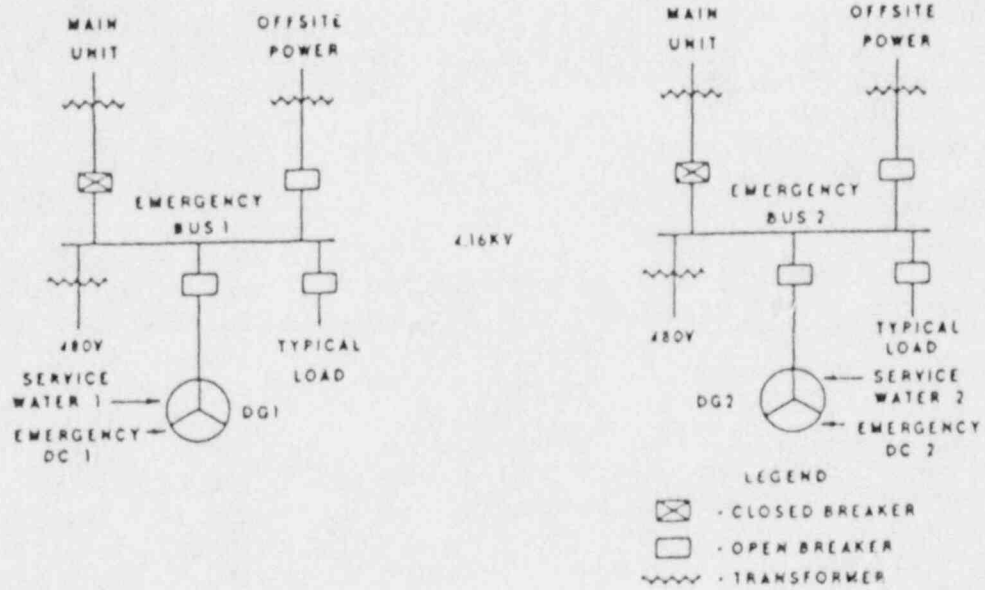 MAIN
UNIT
OFFSITE
POWER
EMERGENCY
BUS 1
480V
TYPICAL
LOAD
SERVICE
WATER 1
EMERGENCY
DC 1
DG1
4.16KV
MAIN
UNIT
OFFSITE
POWER
EMERGENCY
BUS 2
480V
TYPICAL
LOAD
DG2
SERVICE
WATER 2
EMERGENCY
DC 2
LEGEND
- CLOSED BREAKER
- OPEN BREAKER
- TRANSFORMER